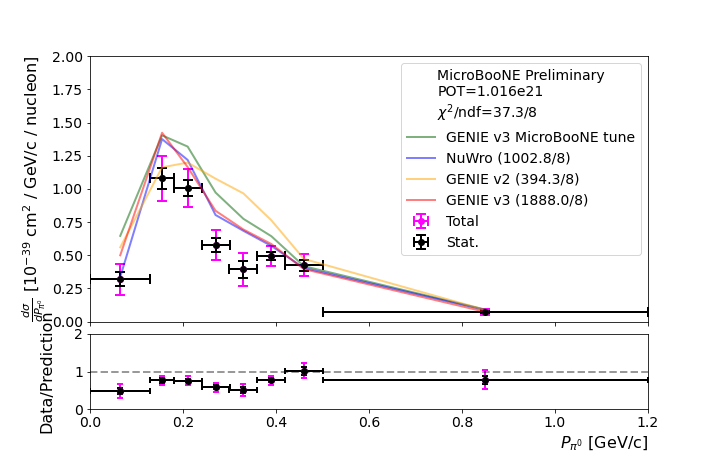 MicroBooNE Preliminary
POT=1.016e21
χ²/ndf=37.3/8
GENIE v3 MicroBooNE tune
NuWro (1002.8/8)
GENIE v2 (394.3/8)
GENIE v3 (1888.0/8)
Total
Stat.
dσ/dP_π⁰ [10⁻³⁹ cm² / GeV/c / nucleon]
2.00
1.75
1.50
1.25
1.00
0.75
0.50
0.25
0.00
Data/Prediction
2
1
0
0.0 0.2 0.4 0.6 0.8 1.0 1.2
P_π⁰ [GeV/c]